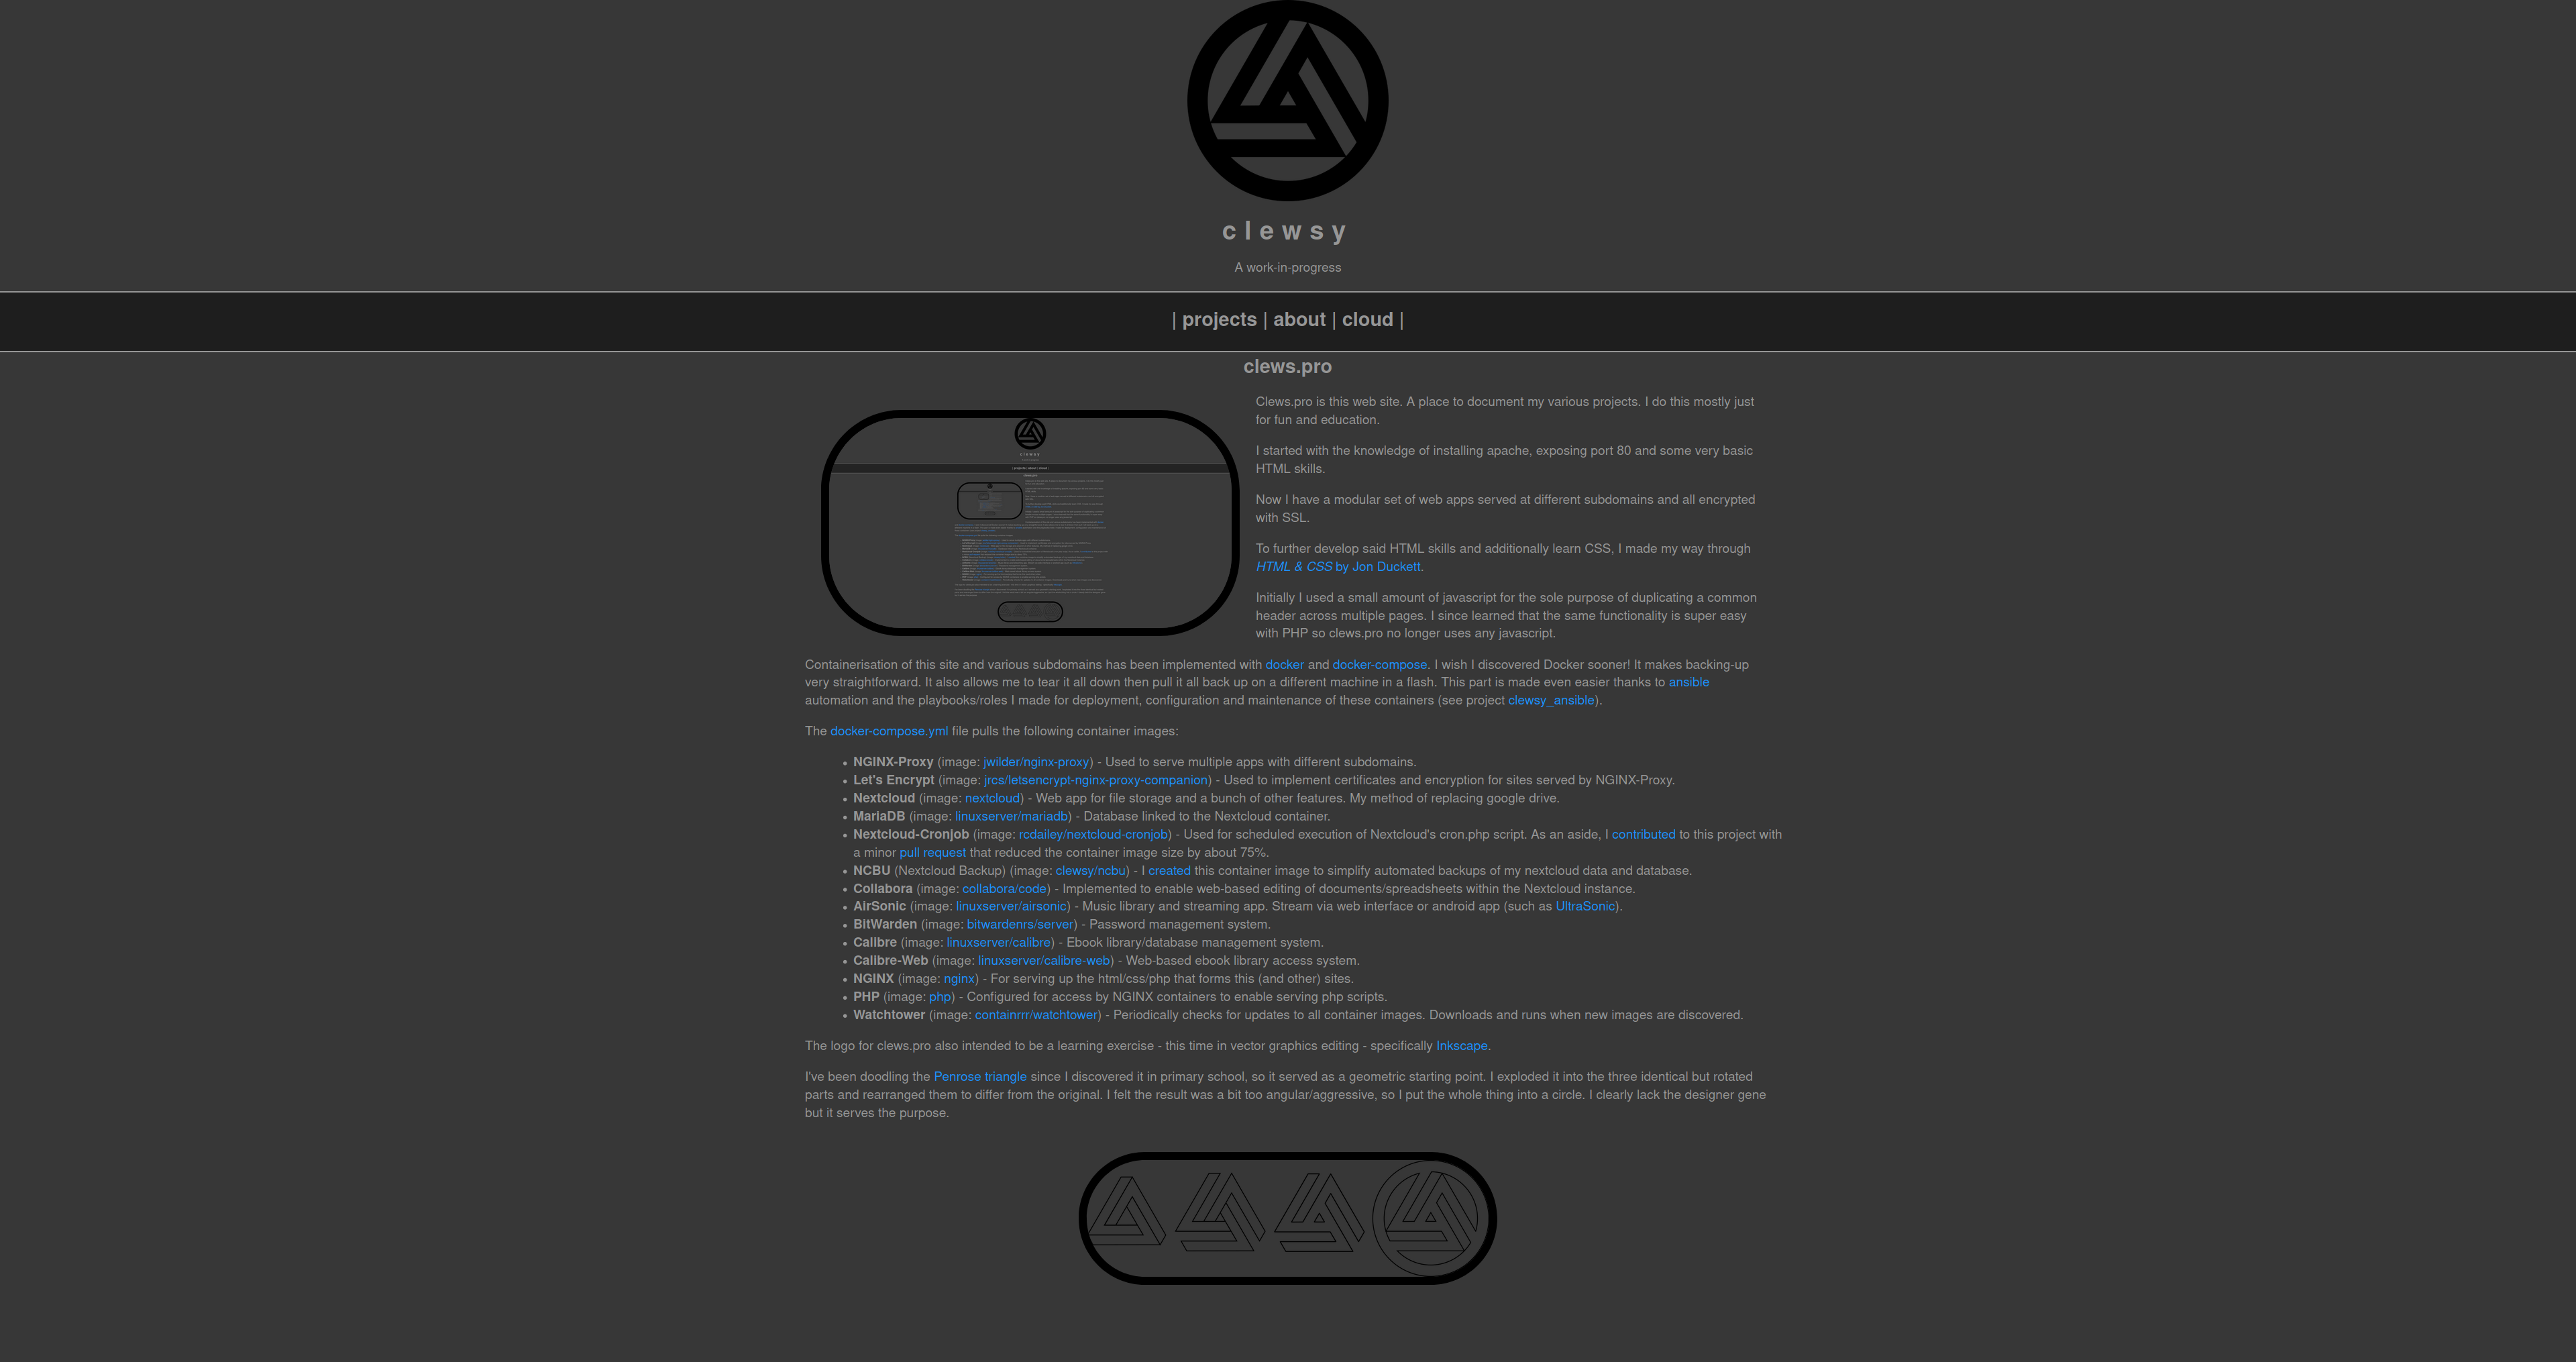 clewsy
A work-in-progress
| projects | about | cloud |
clews.pro
Clews.pro is this web site. A place to document my various projects. I do this mostly just
for fun and education.
I started with the knowledge of installing apache, exposing port 80 and some very basic
HTML skills.
Now I have a modular set of web apps served at different subdomains and all encrypted
with SSL.
To further develop said HTML skills and additionally learn CSS, I made my way through
HTML & CSS by Jon Duckett.
Initially I used a small amount of javascript for the sole purpose of duplicating a common
header across multiple pages. I since learned that the same functionality is super easy
with PHP so clews.pro no longer uses any javascript.
Containerisation of this site and various subdomains has been implemented with docker and docker-compose. I wish I discovered Docker sooner! It makes backing-up
very straightforward. It also allows me to tear it all down then pull it all back up on a different machine in a flash. This part is made even easier thanks to ansible
automation and the playbooks/roles I made for deployment, configuration and maintenance of these containers (see project clewsy_ansible).
The docker-compose.yml file pulls the following container images:
• NGINX-Proxy (image: jwilder/nginx-proxy) - Used to serve multiple apps with different subdomains.
• Let's Encrypt (image: jrcs/letsencrypt-nginx-proxy-companion) - Used to implement certificates and encryption for sites served by NGINX-Proxy.
• Nextcloud (image: nextcloud) - Web app for file storage and a bunch of other features. My method of replacing google drive.
• MariaDB (image: linuxserver/mariadb) - Database linked to the Nextcloud container.
• Nextcloud-Cronjob (image: rcdailey/nextcloud-cronjob) - Used for scheduled execution of Nextcloud's cron.php script. As an aside, I contributed to this project with
a minor pull request that reduced the container image size by about 75%.
• NCBU (Nextcloud Backup) (image: clewsy/ncbu) - I created this container image to simplify automated backups of my nextcloud data and database.
• Collabora (image: collabora/code) - Implemented to enable web-based editing of documents/spreadsheets within the Nextcloud instance.
• AirSonic (image: linuxserver/airsonic) - Music library and streaming app. Stream via web interface or android app (such as UltraSonic).
• BitWarden (image: bitwardenrs/server) - Password management system.
• Calibre (image: linuxserver/calibre) - Ebook library/database management system.
• Calibre-Web (image: linuxserver/calibre-web) - Web-based ebook library access system.
• NGINX (image: nginx) - For serving up the html/css/php that forms this (and other) sites.
• PHP (image: php) - Configured for access by NGINX containers to enable serving php scripts.
• Watchtower (image: containrrr/watchtower) - Periodically checks for updates to all container images. Downloads and runs when new images are discovered.
The logo for clews.pro also intended to be a learning exercise - this time in vector graphics editing - specifically Inkscape.
I've been doodling the Penrose triangle since I discovered it in primary school, so it served as a geometric starting point. I exploded it into the three identical but rotated
parts and rearranged them to differ from the original. I felt the result was a bit too angular/aggressive, so I put the whole thing into a circle. I clearly lack the designer gene
but it serves the purpose.